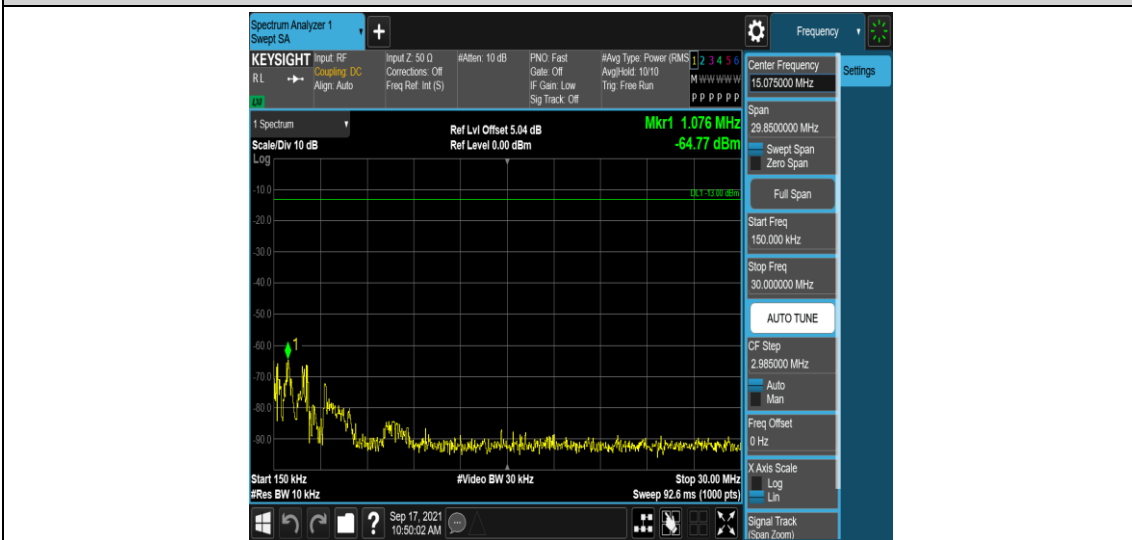 Spectrum Analyzer 1
Swept SA
+
Frequency
KEYSIGHT
RL
Input: RF
Coupling: DC
Align: Auto
Input Z: 50 Ω
Corrections: Off
Freq Ref: Int (S)
#Atten: 10 dB
PNO: Fast
Gate: Off
IF Gain: Low
Sig Track: Off
#Avg Type: Power (RMS
Avg|Hold: 10/10
Trig: Free Run
1 2 3 4 5 6
M W W W W W
P P P P P P
Center Frequency
15.075000 MHz
Settings
Span
29.8500000 MHz
Swept Span
Zero Span
Full Span
Start Freq
150.000 kHz
Stop Freq
30.000000 MHz
AUTO TUNE
CF Step
2.985000 MHz
Auto
Man
Freq Offset
0 Hz
X Axis Scale
Log
Lin
Signal Track
(Span Zoom)
1 Spectrum
Scale/Div 10 dB
Log
Ref Lvl Offset 5.04 dB
Ref Level 0.00 dBm
Mkr1 1.076 MHz
-64.77 dBm
DL1 -13.00 dBm
-10.0
-20.0
-30.0
-40.0
-50.0
-60.0
1
-70.0
-80.0
-90.0
Start 150 kHz
#Video BW 30 kHz
Stop 30.00 MHz
#Res BW 10 kHz
Sweep 92.6 ms (1000 pts)
?
Sep 17, 2021
10:50:02 AM